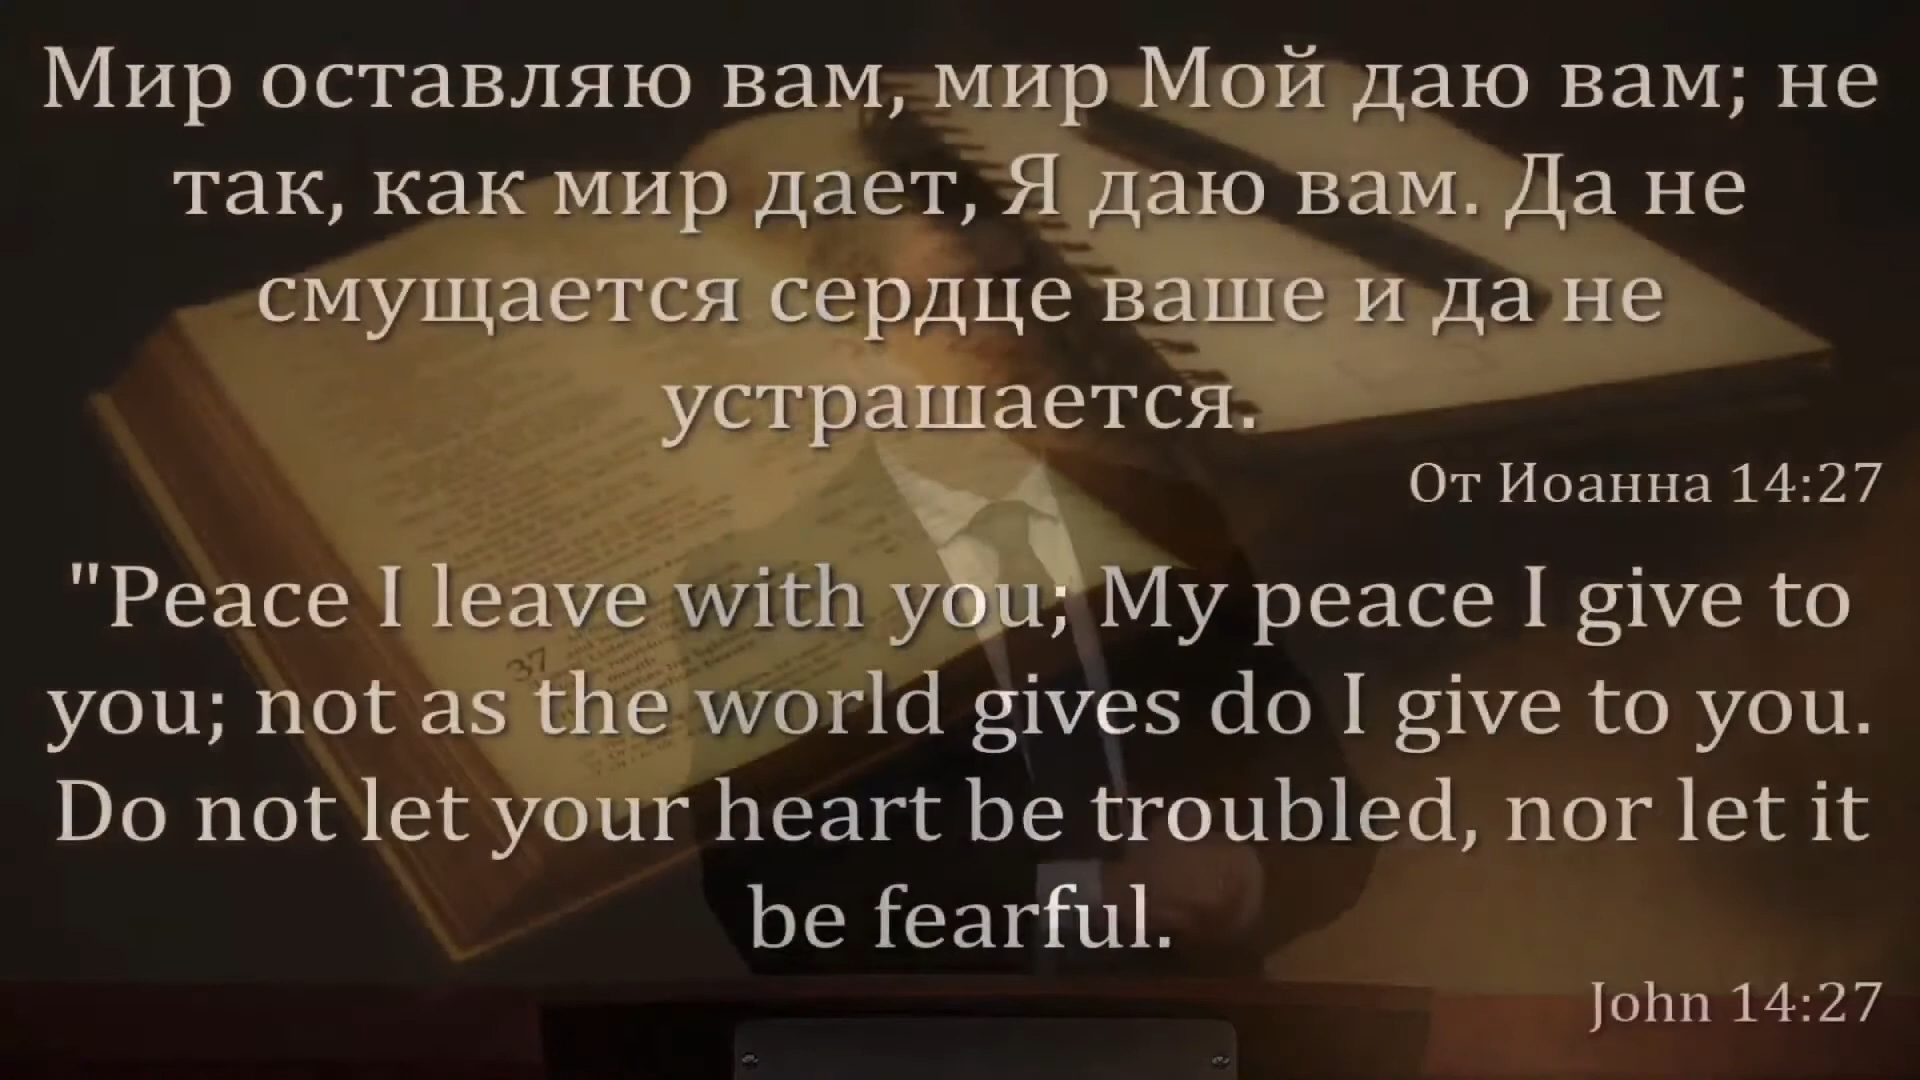 Мир оставляю вам, мир Мой даю вам; не
так, как мир дает, Я даю вам. Да не
смущается сердце ваше и да не
устрашается.
От Иоанна 14:27
"Peace I leave with you; My peace I give to
you; not as the world gives do I give to you.
Do not let your heart be troubled, nor let it
be fearful.
John 14:27
37